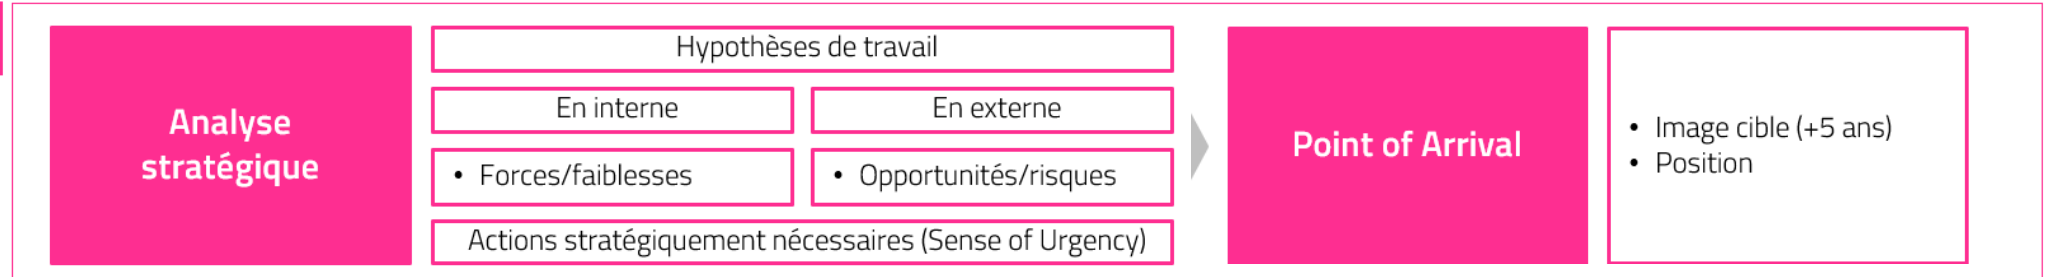 Analyse
stratégique
Hypothèses de travail
En interne
En externe
• Forces/faiblesses
• Opportunités/risques
Actions stratégiquement nécessaires (Sense of Urgency)
Point of Arrival
• Image cible (+5 ans)
• Position